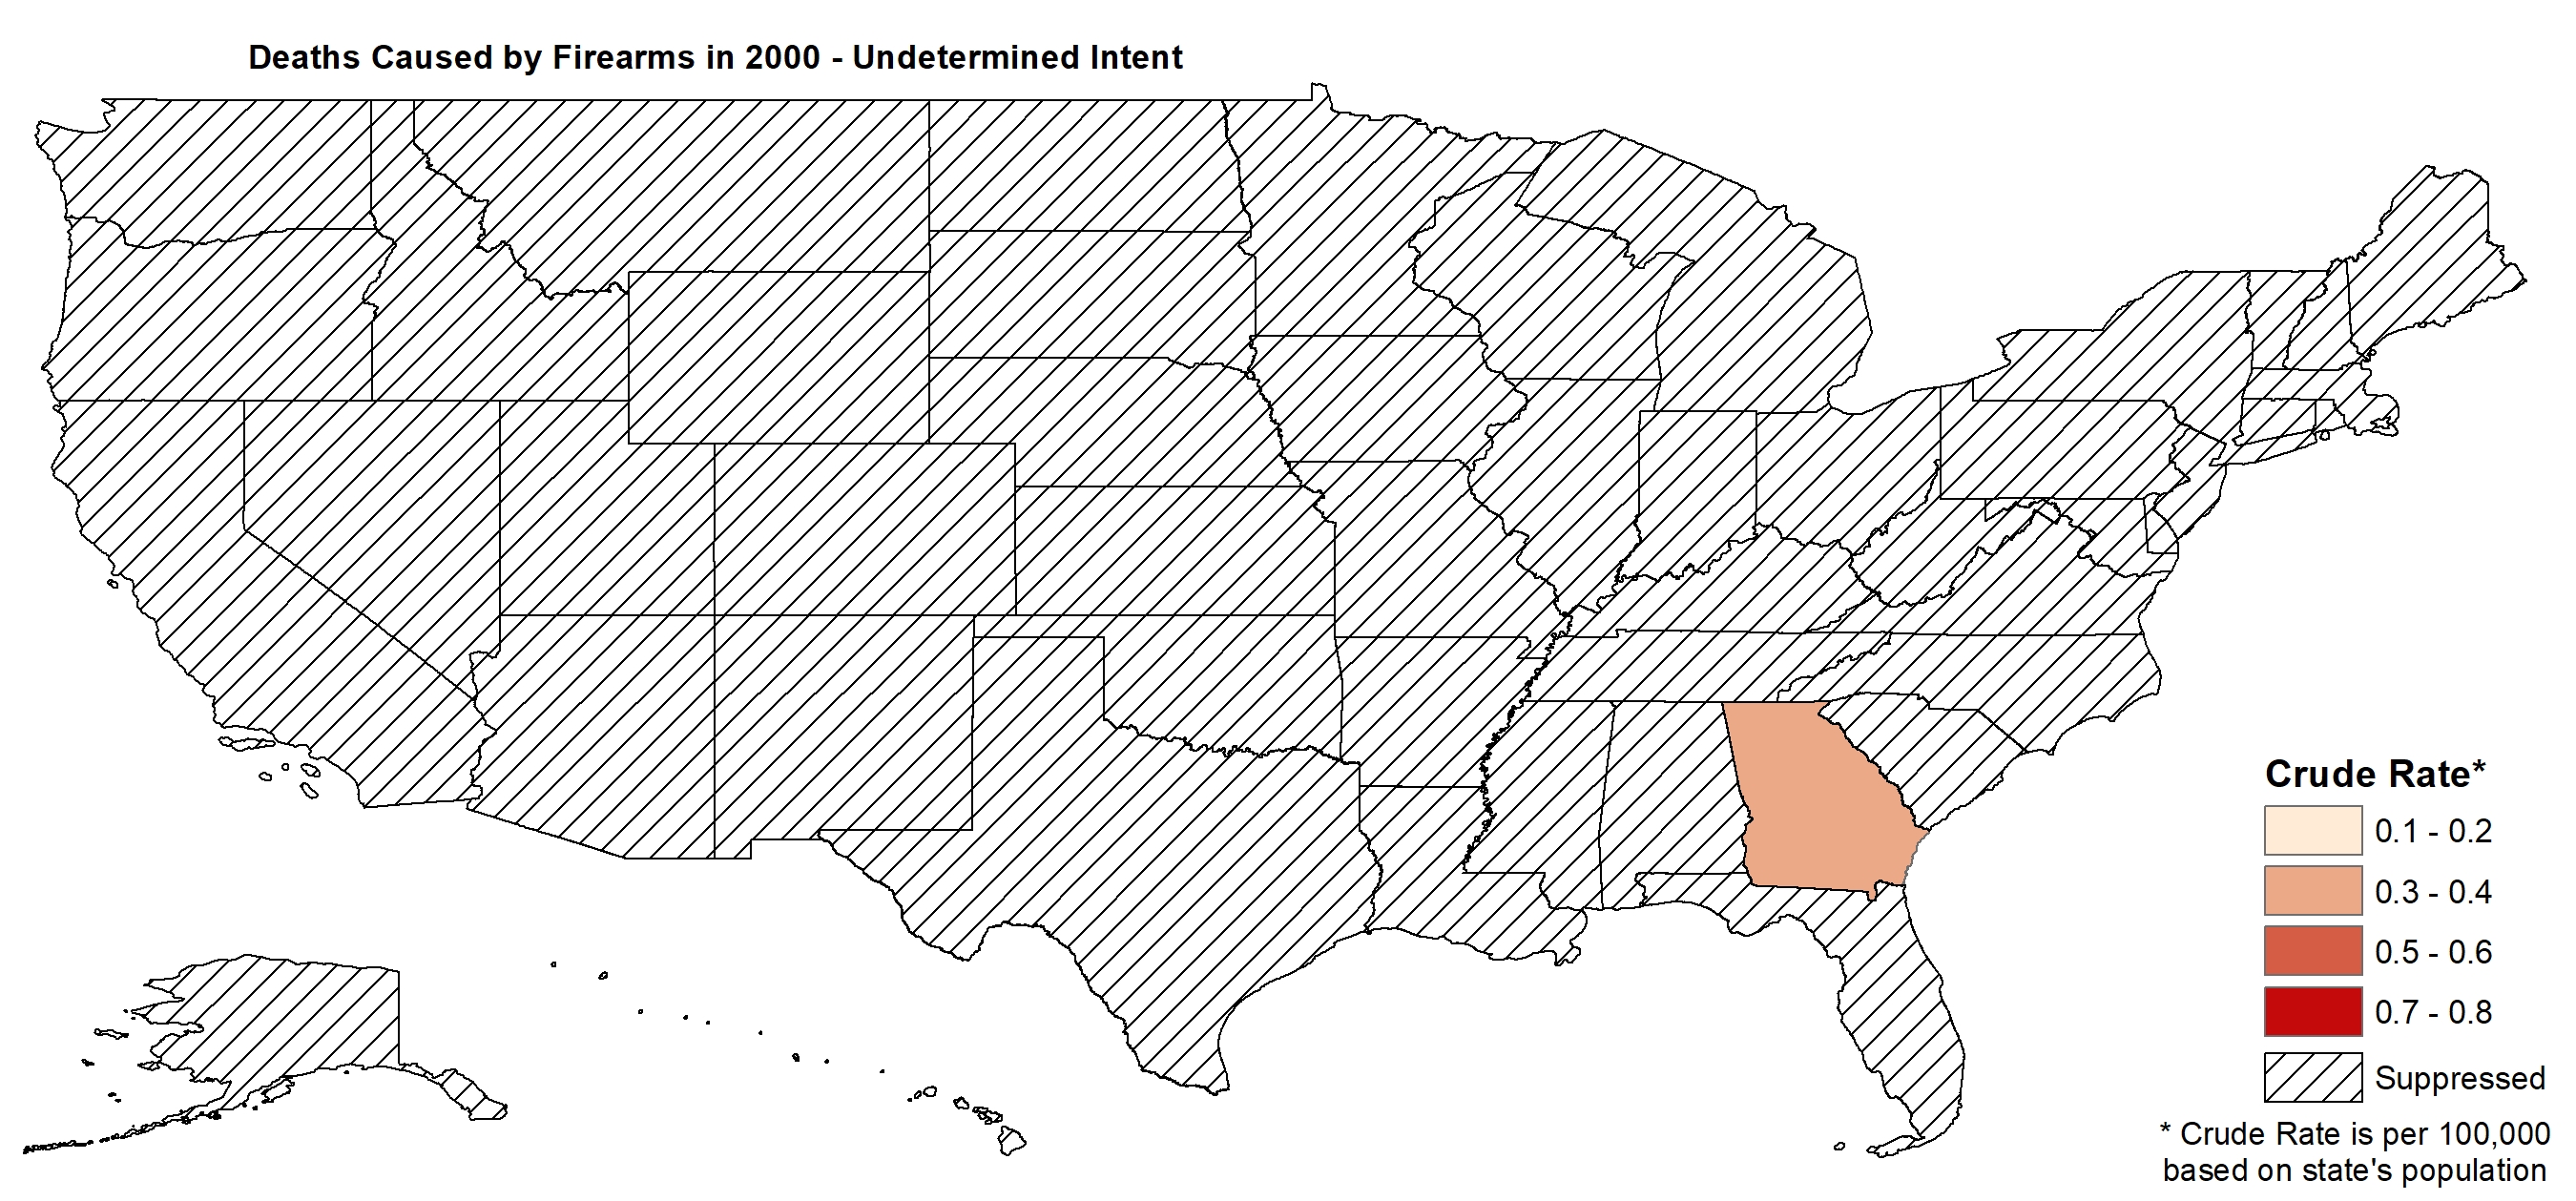 Deaths Caused by Firearms in 2000 - Undetermined Intent
Crude Rate*
0.1 - 0.2
0.3 - 0.4
0.5 - 0.6
0.7 - 0.8
Suppressed
* Crude Rate is per 100,000
based on state's population